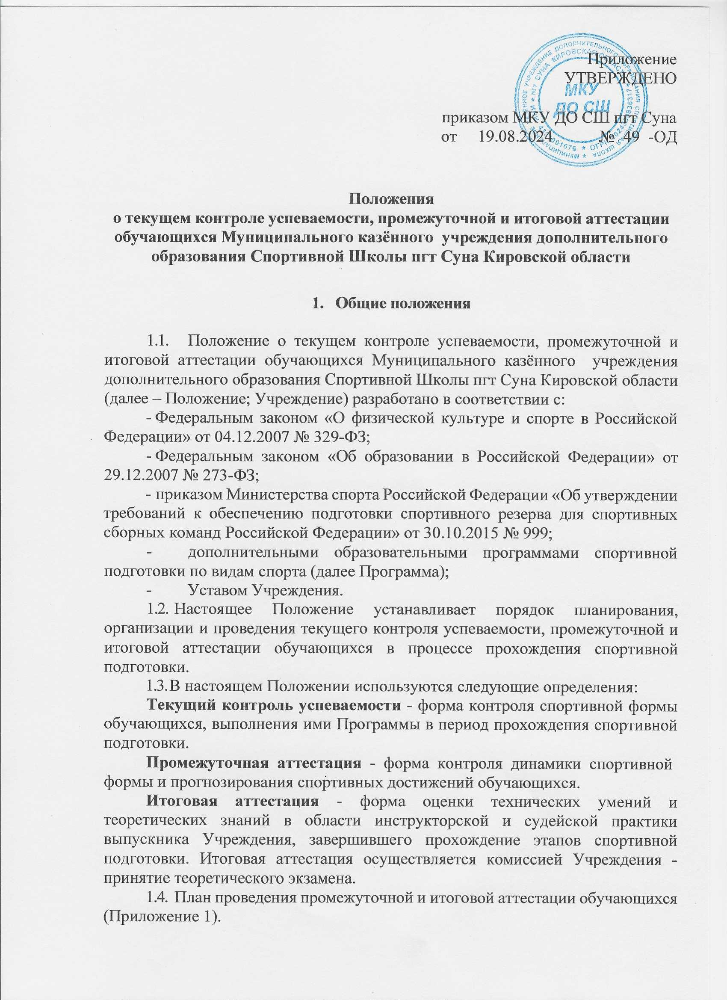 Приложение
УТВЕРЖДЕНО
МКУ
ДО СШ
приказом МКУ ДО СШ пгт Суна
от 19.08.2024 № 49 -ОД
Положения
о текущем контроле успеваемости, промежуточной и итоговой аттестации
обучающихся Муниципального казённого учреждения дополнительного
образования Спортивной Школы пгт Суна Кировской области
1. Общие положения
1.1. Положение о текущем контроле успеваемости, промежуточной и
итоговой аттестации обучающихся Муниципального казённого учреждения
дополнительного образования Спортивной Школы пгт Суна Кировской области
(далее – Положение; Учреждение) разработано в соответствии с:
- Федеральным законом «О физической культуре и спорте в Российской
Федерации» от 04.12.2007 № 329-ФЗ;
- Федеральным законом «Об образовании в Российской Федерации» от
29.12.2007 № 273-ФЗ;
- приказом Министерства спорта Российской Федерации «Об утверждении
требований к обеспечению подготовки спортивного резерва для спортивных
сборных команд Российской Федерации» от 30.10.2015 № 999;
- дополнительными образовательными программами спортивной
подготовки по видам спорта (далее Программа);
- Уставом Учреждения.
1.2. Настоящее Положение устанавливает порядок планирования,
организации и проведения текущего контроля успеваемости, промежуточной и
итоговой аттестации обучающихся в процессе прохождения спортивной
подготовки.
1.3.В настоящем Положении используются следующие определения:
Текущий контроль успеваемости - форма контроля спортивной формы
обучающихся, выполнения ими Программы в период прохождения спортивной
подготовки.
Промежуточная аттестация - форма контроля динамики спортивной
формы и прогнозирования спортивных достижений обучающихся.
Итоговая аттестация - форма оценки технических умений и
теоретических знаний в области инструкторской и судейской практики
выпускника Учреждения, завершившего прохождение этапов спортивной
подготовки. Итоговая аттестация осуществляется комиссией Учреждения -
принятие теоретического экзамена.
1.4. План проведения промежуточной и итоговой аттестации обучающихся
(Приложение 1).